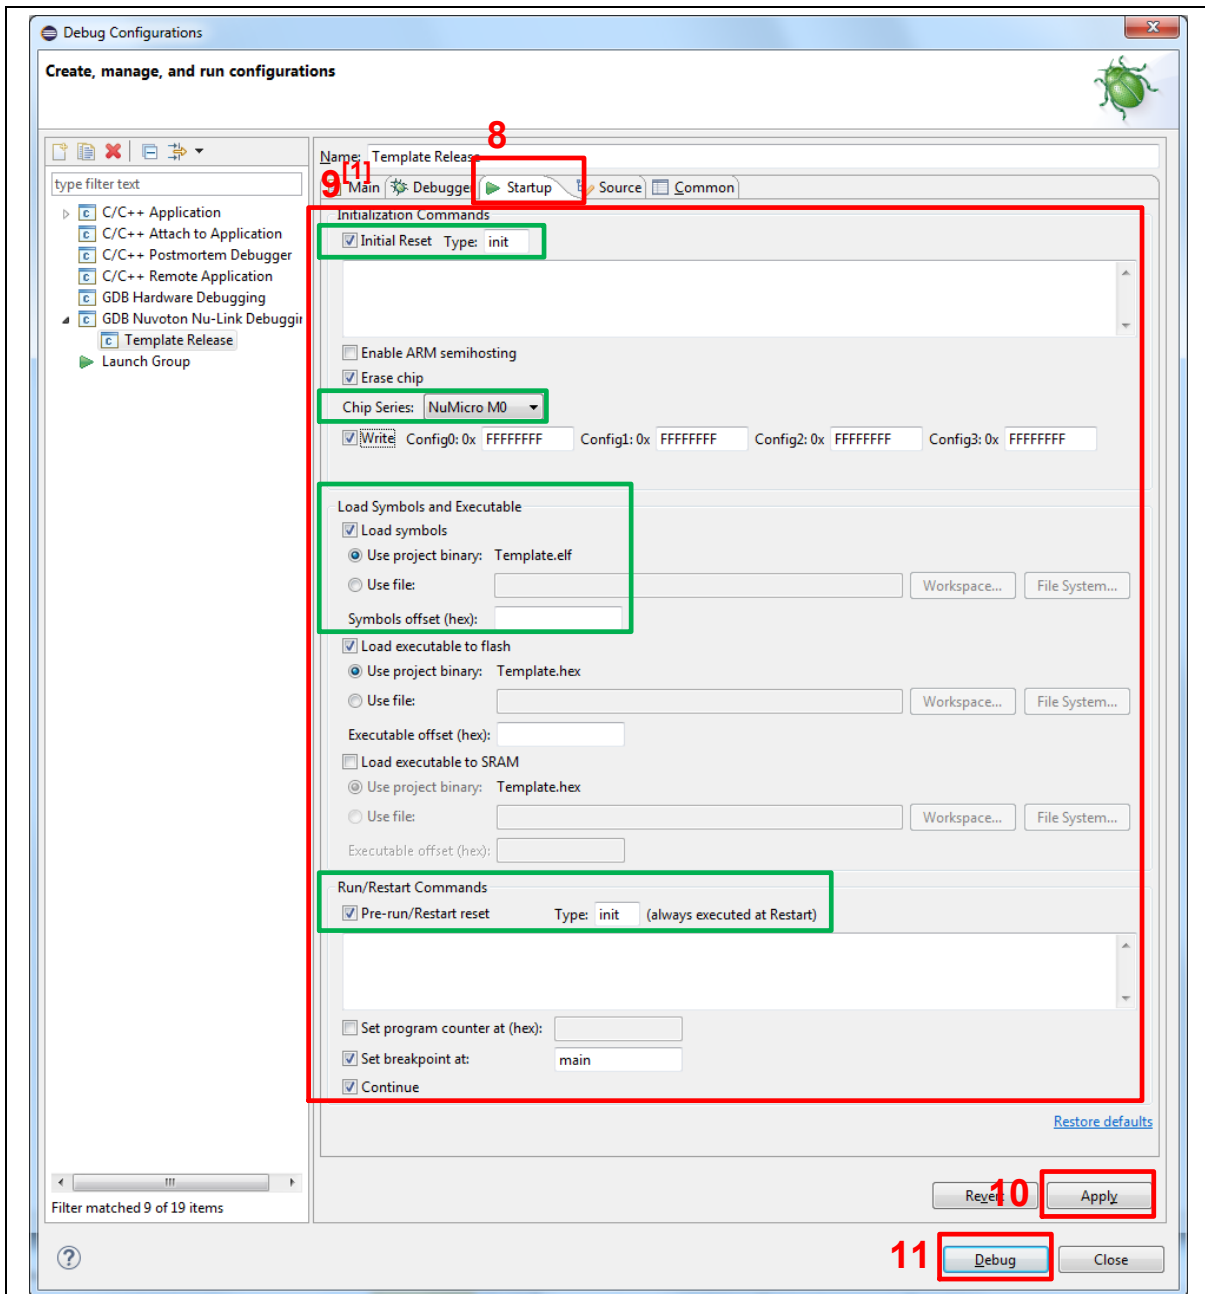 Debug Configurations
X
Create, manage, and run configurations
8
Name: Template Release
9[1]
type filter text
Main Debugger Startup Source Common
C/C++ Application
C/C++ Attach to Application
C/C++ Postmortem Debugger
C/C++ Remote Application
GDB Hardware Debugging
GDB Nuvoton Nu-Link Debuggin
Template Release
Launch Group
Initialization Commands
Initial Reset Type: init
Enable ARM semihosting
Erase chip
Chip Series: NuMicro M0
Write Config0: 0x FFFFFFFF Config1: 0x FFFFFFFF Config2: 0x FFFFFFFF Config3: 0x FFFFFFFF
Load Symbols and Executable
Load symbols
Use project binary: Template.elf
Use file: Workspace... File System...
Symbols offset (hex):
Load executable to flash
Use project binary: Template.hex
Use file: Workspace... File System...
Executable offset (hex):
Load executable to SRAM
Use project binary: Template.hex
Use file: Workspace... File System...
Executable offset (hex):
Run/Restart Commands
Pre-run/Restart reset Type: init (always executed at Restart)
Set program counter at (hex):
Set breakpoint at: main
Continue
Restore defaults
Filter matched 9 of 19 items
Revert 10 Apply
? 11 Debug Close